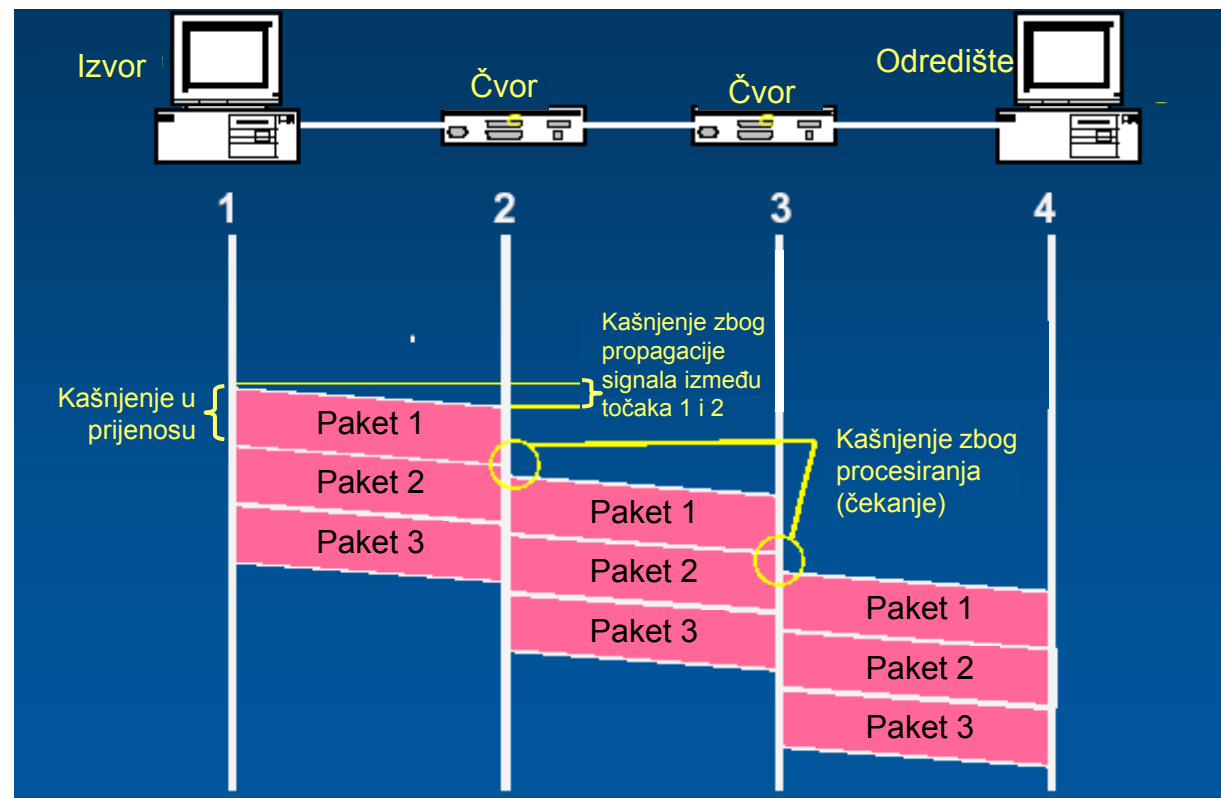 Izvor
Čvor
Čvor
Odredište
1
2
3
4
Kašnjenje zbog
propagacije
signala između
točaka 1 i 2
Kašnjenje u
prijenosu
Paket 1
Paket 2
Paket 3
Kašnjenje zbog
procesiranja
(čekanje)
Paket 1
Paket 2
Paket 3
Paket 1
Paket 2
Paket 3